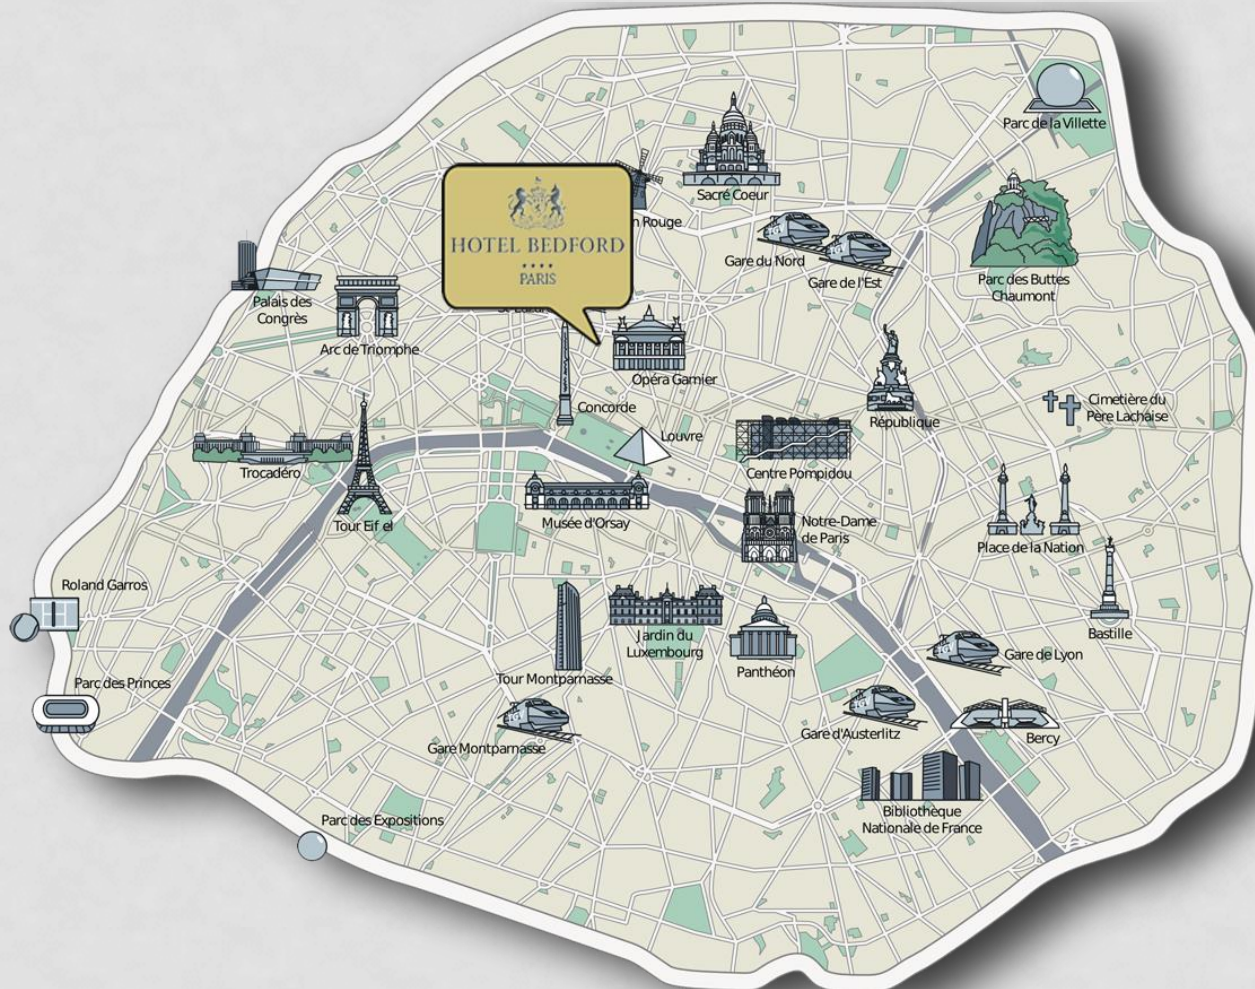 Parc de la Villette
Sacré Coeur
HOTEL BEDFORD
PARIS
Rouge
Gare du Nord
Gare de l'Est
Parc des Buttes
Chaumont
Palais des
Congrès
Arc de Triomphe
Opéra Garnier
Concorde
République
Cimetière du
Père Lachaise
Louvre
Trocadéro
Centre Pompidou
Tour Eif el
Musée d'Orsay
Notre-Dame
de Paris
Place de la Nation
Roland Garros
Bastille
Jardin du
Luxembourg
Panthéon
Gare de Lyon
Tour Montparnasse
Parc des Princes
Gare Montparnasse
Gare d'Austerlitz
Bercy
Parc des Expositions
Bibliothèque
Nationale de France